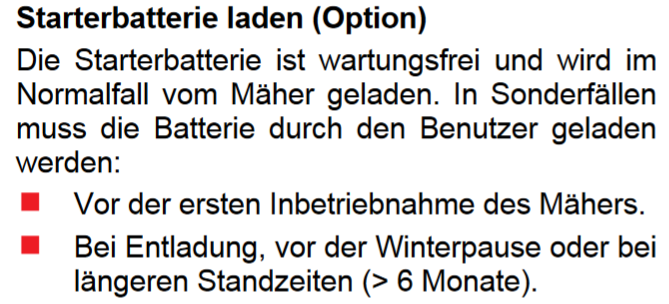 Starterbatterie laden (Option)
Die Starterbatterie ist wartungsfrei und wird im
Normalfall vom Mäher geladen. In Sonderfällen
muss die Batterie durch den Benutzer geladen
werden:
Vor der ersten Inbetriebnahme des Mähers.
Bei Entladung, vor der Winterpause oder bei
längeren Standzeiten (> 6 Monate).